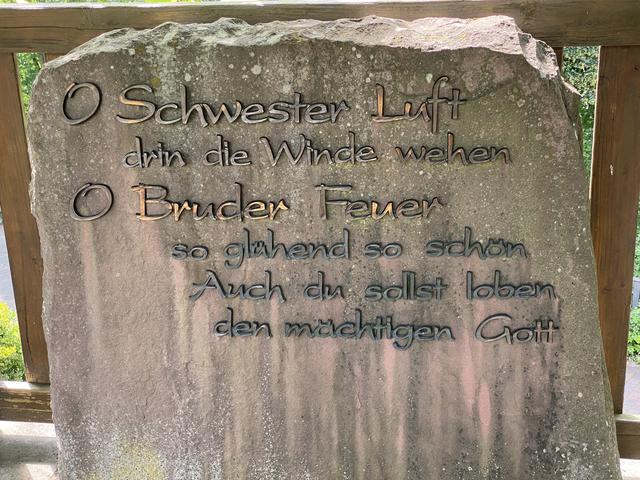 O Schwester Luft
drin die Winde wehen
O Bruder Feuer
so glühend so schön
Auch du sollst loben
den mächtigen Gott